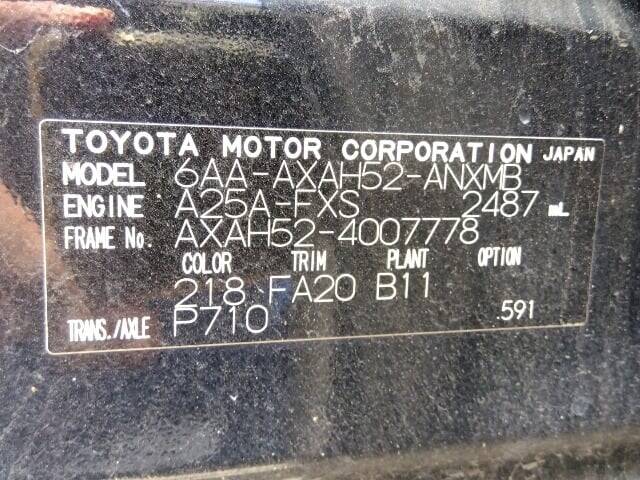 TOYOTA MOTOR CORPORATION JAPAN
MODEL 6AA-AXAH52-ANXMB
ENGINE A25A-FXS 2487 mL
FRAME No. AXAH52-4007778
COLOR TRIM PLANT OPTION
218 FA20 B11
TRANS./AXLE P710 .591